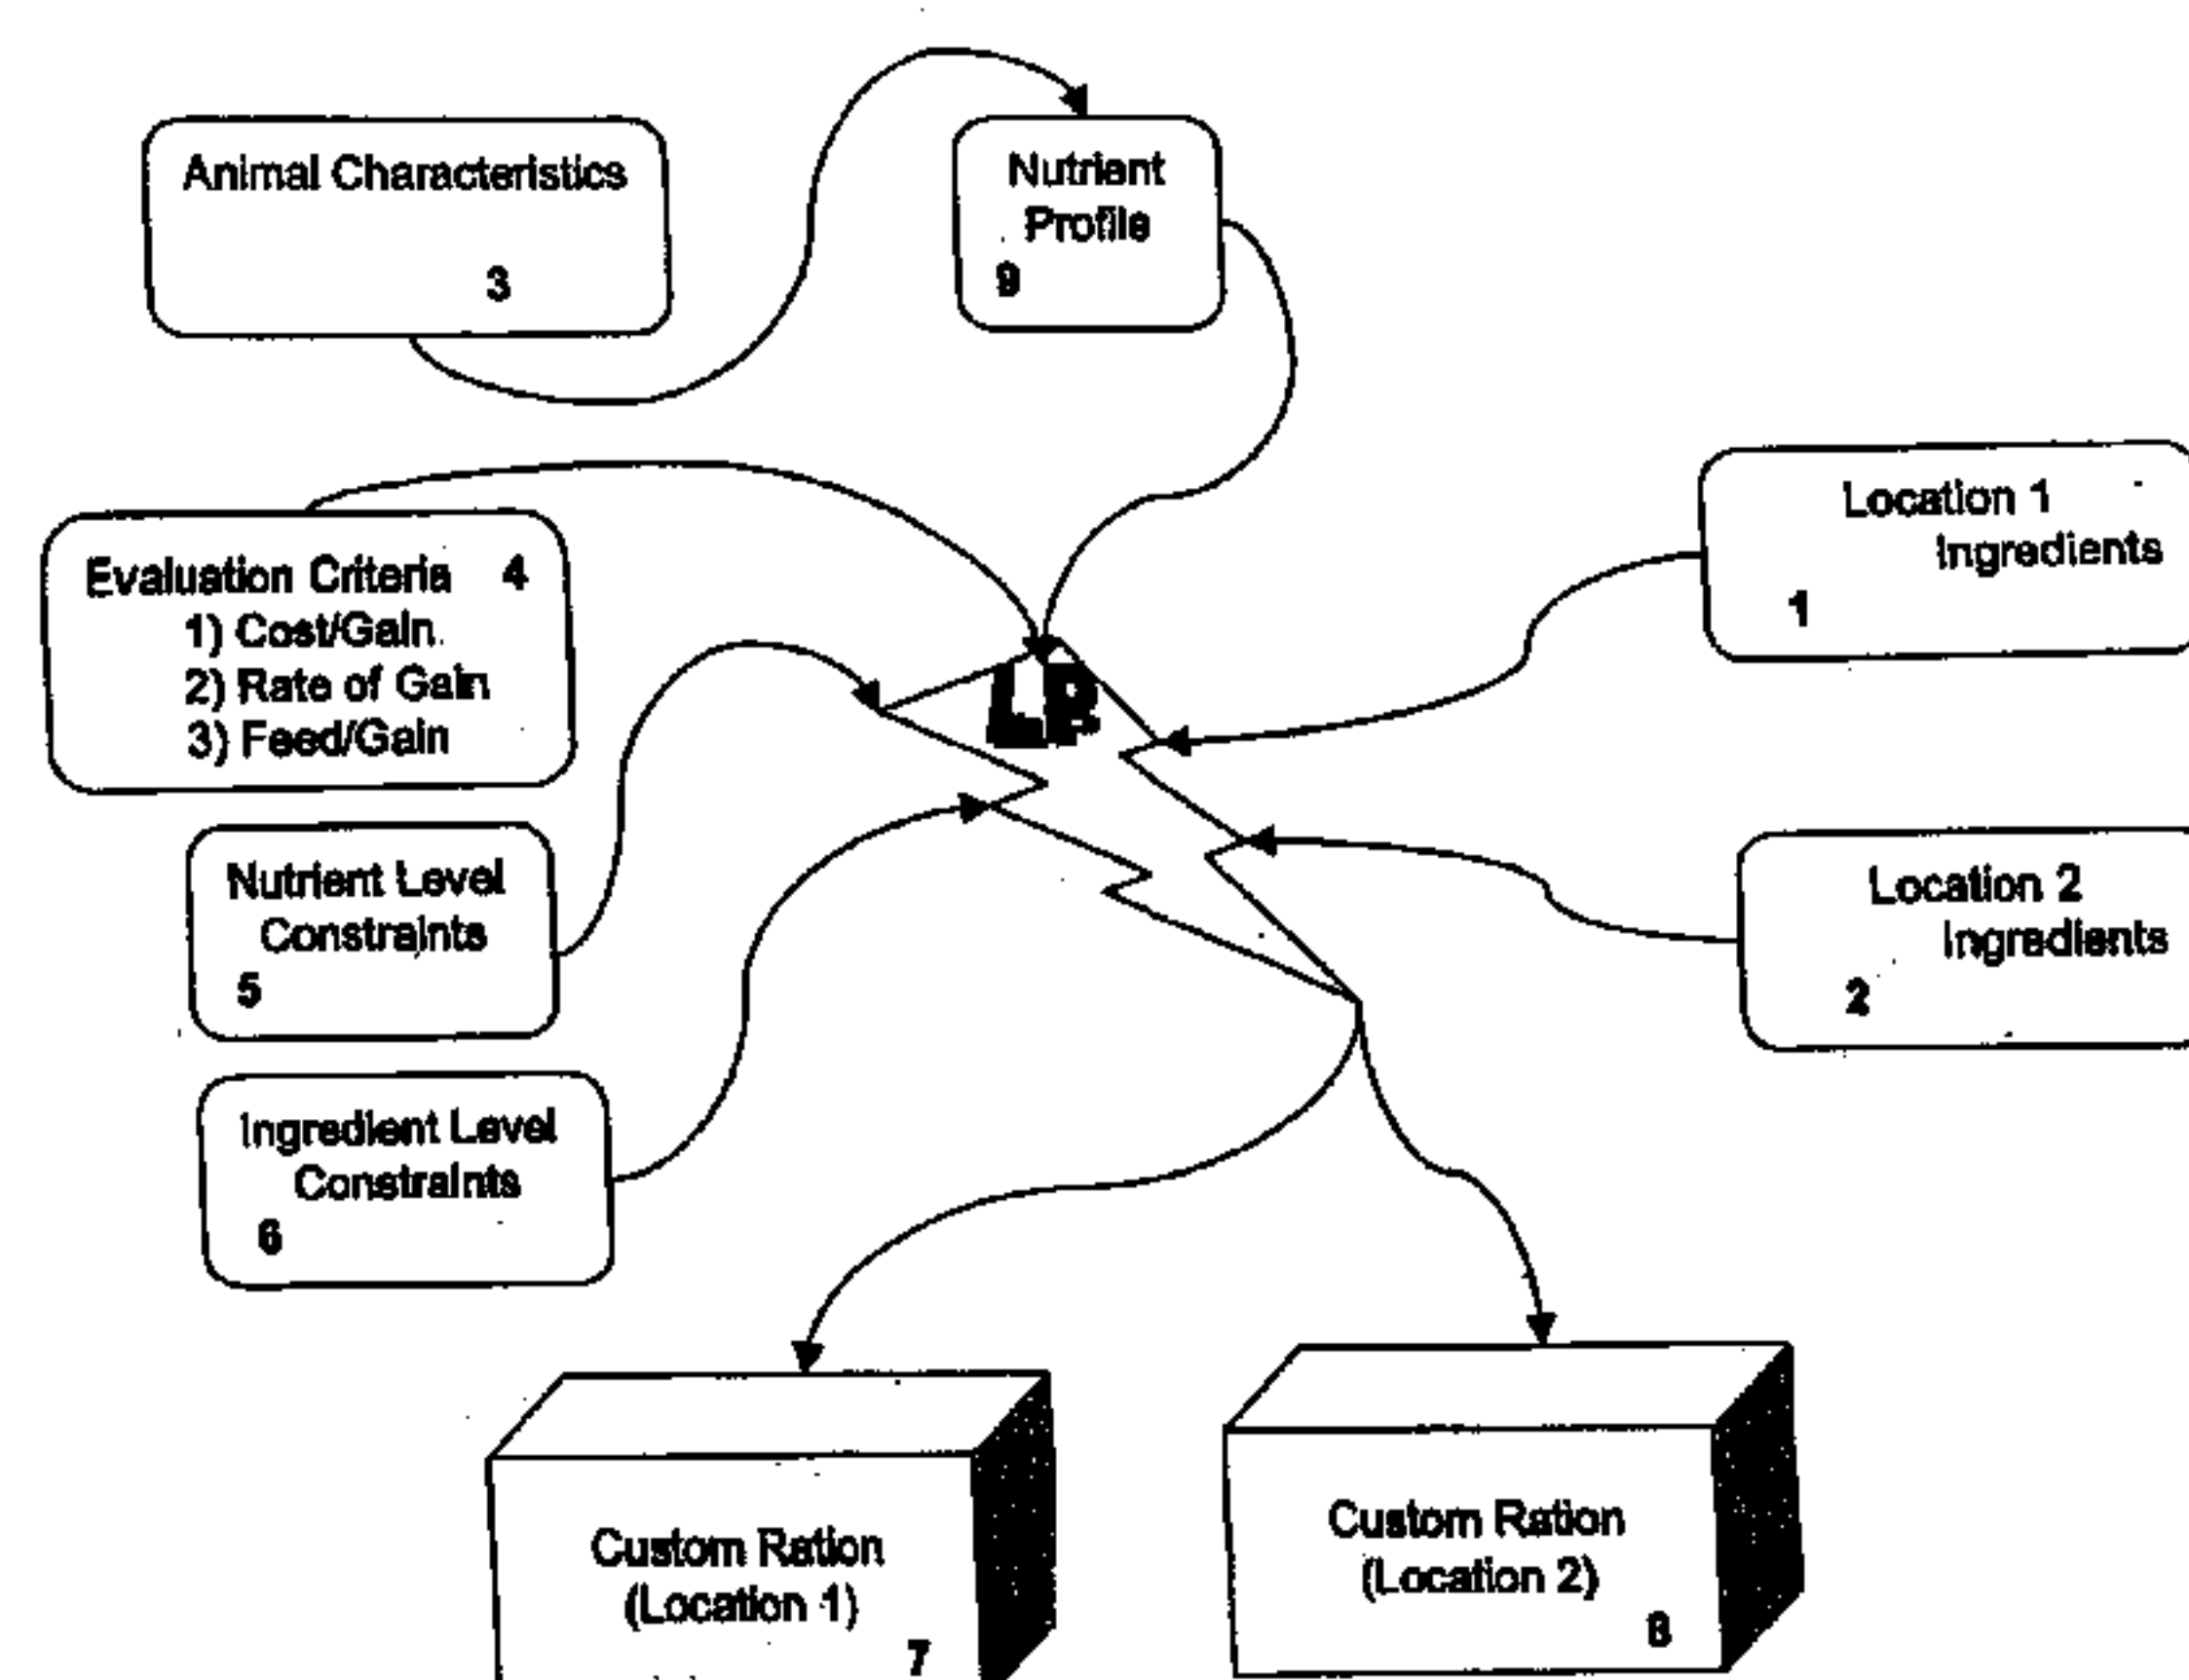 Animal Characteristics
3
Nutrient
Profile
9
Evaluation Criteria 4
1) Cost/Gain
2) Rate of Gain
3) Feed/Gain
Location 1
Ingredients
1
LP
Nutrient Level
Constraints
5
Location 2
Ingredients
2
Ingredient Level
Constraints
6
Custom Ration
(Location 1)
7
Custom Ration
(Location 2)
8